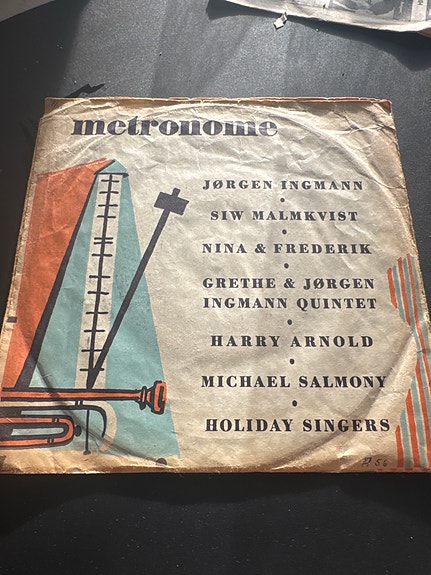 metronome
JØRGEN INGMANN
SIW MALMKVIST
NINA & FREDERIK
GRETHE & JØRGEN
INGMANN QUINTET
HARRY ARNOLD
MICHAEL SALMONY
HOLIDAY SINGERS